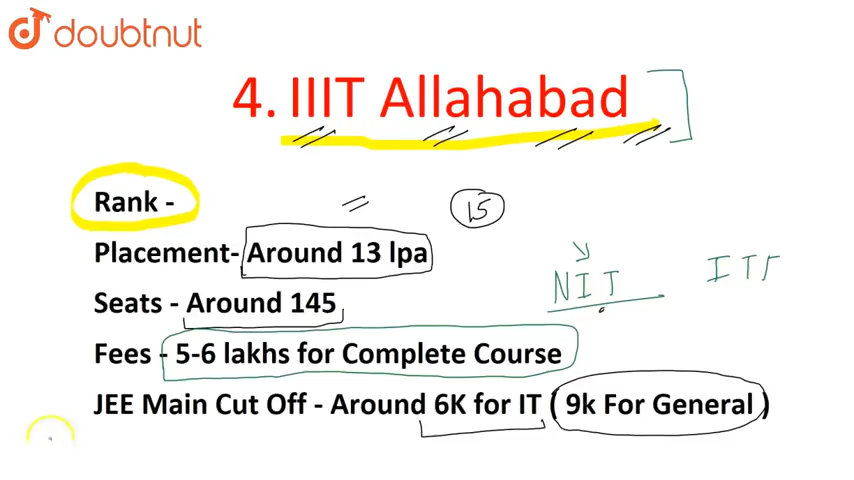 doubtnut
4. IIIT Allahabad
Rank - 15
Placement- Around 13 lpa
NIT
Seats - Around 145
Fees - 5-6 lakhs for Complete Course
JEE Main Cut Off - Around 6K for IT ( 9k For General )